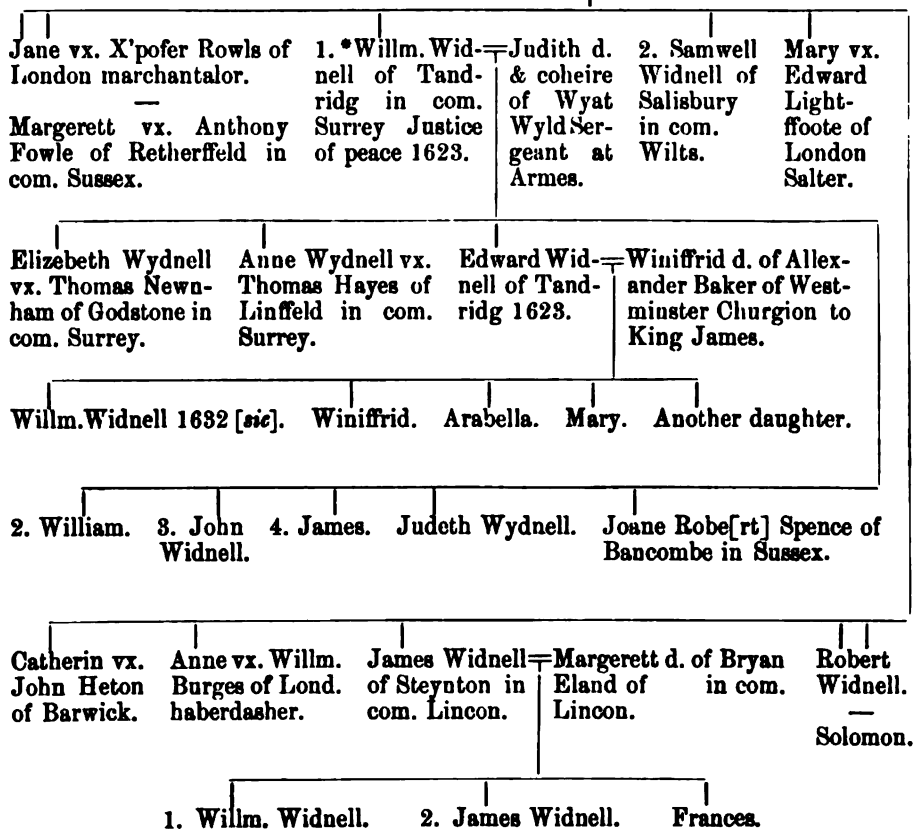 Jane vx. X'pofer Rowls of
London marchantalor.
—
Margerett vx. Anthony
Fowle of Retherffeld in
com. Sussex.
1. *Willm. Wid-
nell of Tand-
ridg in com.
Surrey Justice
of peace 1623.
Judith d.
& coheire
of Wyat
Wyld Ser-
geant at
Armes.
2. Samwell
Widnell of
Salisbury
in com.
Wilts.
Mary vx.
Edward
Light-
ffoote of
London
Salter.
Elizebeth Wydnell
vx. Thomas Newn-
ham of Godstone in
com. Surrey.
Anne Wydnell vx.
Thomas Hayes of
Linffeld in com.
Surrey.
Edward Wid-
nell of Tand-
ridg 1623.
Winiffrid d. of Allex-
ander Baker of West-
minster Churgion to
King James.
Willm. Widnell 1632 [sic]. Winiffrid. Arabella. Mary. Another daughter.
2. William. 3. John
Widnell.
4. James. Judeth Wydnell. Joane Robe[rt] Spence of
Bancombe in Sussex.
Catherin vx.
John Heton
of Barwick.
Anne vx. Willm.
Burges of Lond.
haberdasher.
James Widnell
of Steynton in
com. Lincon.
Margerett d. of Bryan
Eland of in com.
Lincon.
Robert
Widnell.
—
Solomon.
1. Willm. Widnell. 2. James Widnell. Frances.